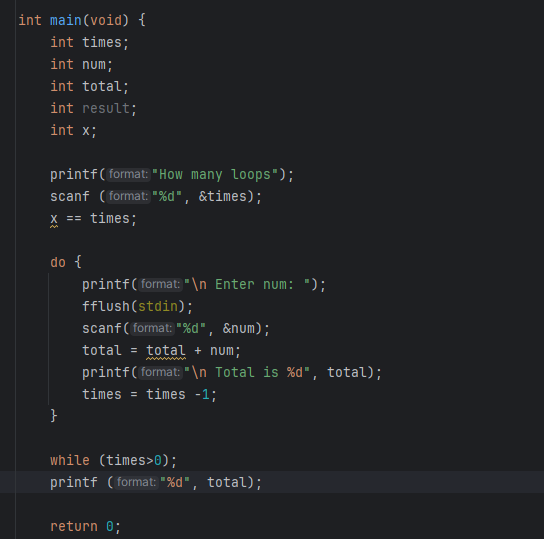 int main(void) {
    int times;
    int num;
    int total;
    int result;
    int x;

    printf( format: "How many loops");
    scanf ( format: "%d", &times);
    x == times;

    do {
        printf( format: "\n Enter num: ");
        fflush(stdin);
        scanf( format: "%d", &num);
        total = total + num;
        printf( format: "\n Total is %d", total);
        times = times -1;
    }

    while (times>0);
    printf ( format: "%d", total);

    return 0;